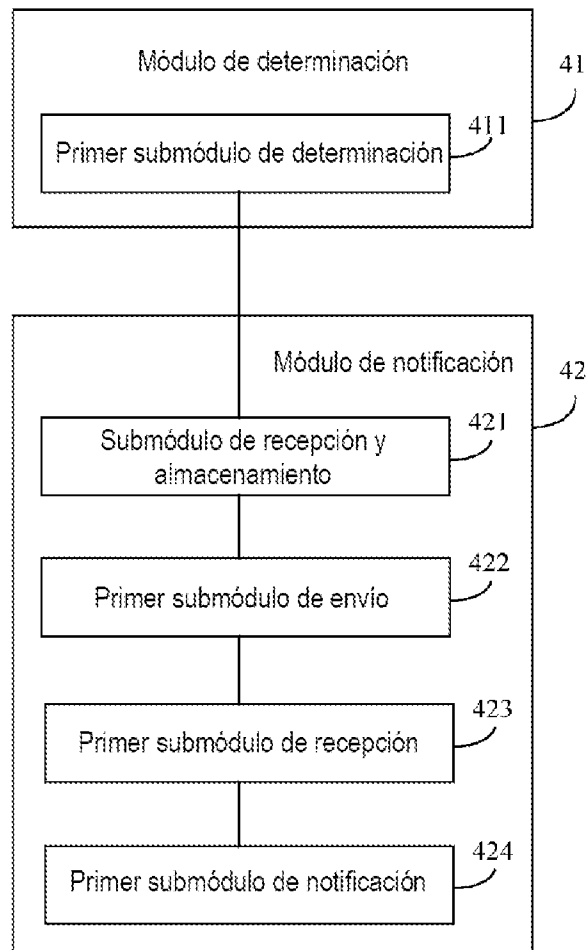 Módulo de determinación
41
411
Primer submódulo de determinación
Módulo de notificación
42
421
Submódulo de recepción y
almacenamiento
422
Primer submódulo de envío
423
Primer submódulo de recepción
424
Primer submódulo de notificación